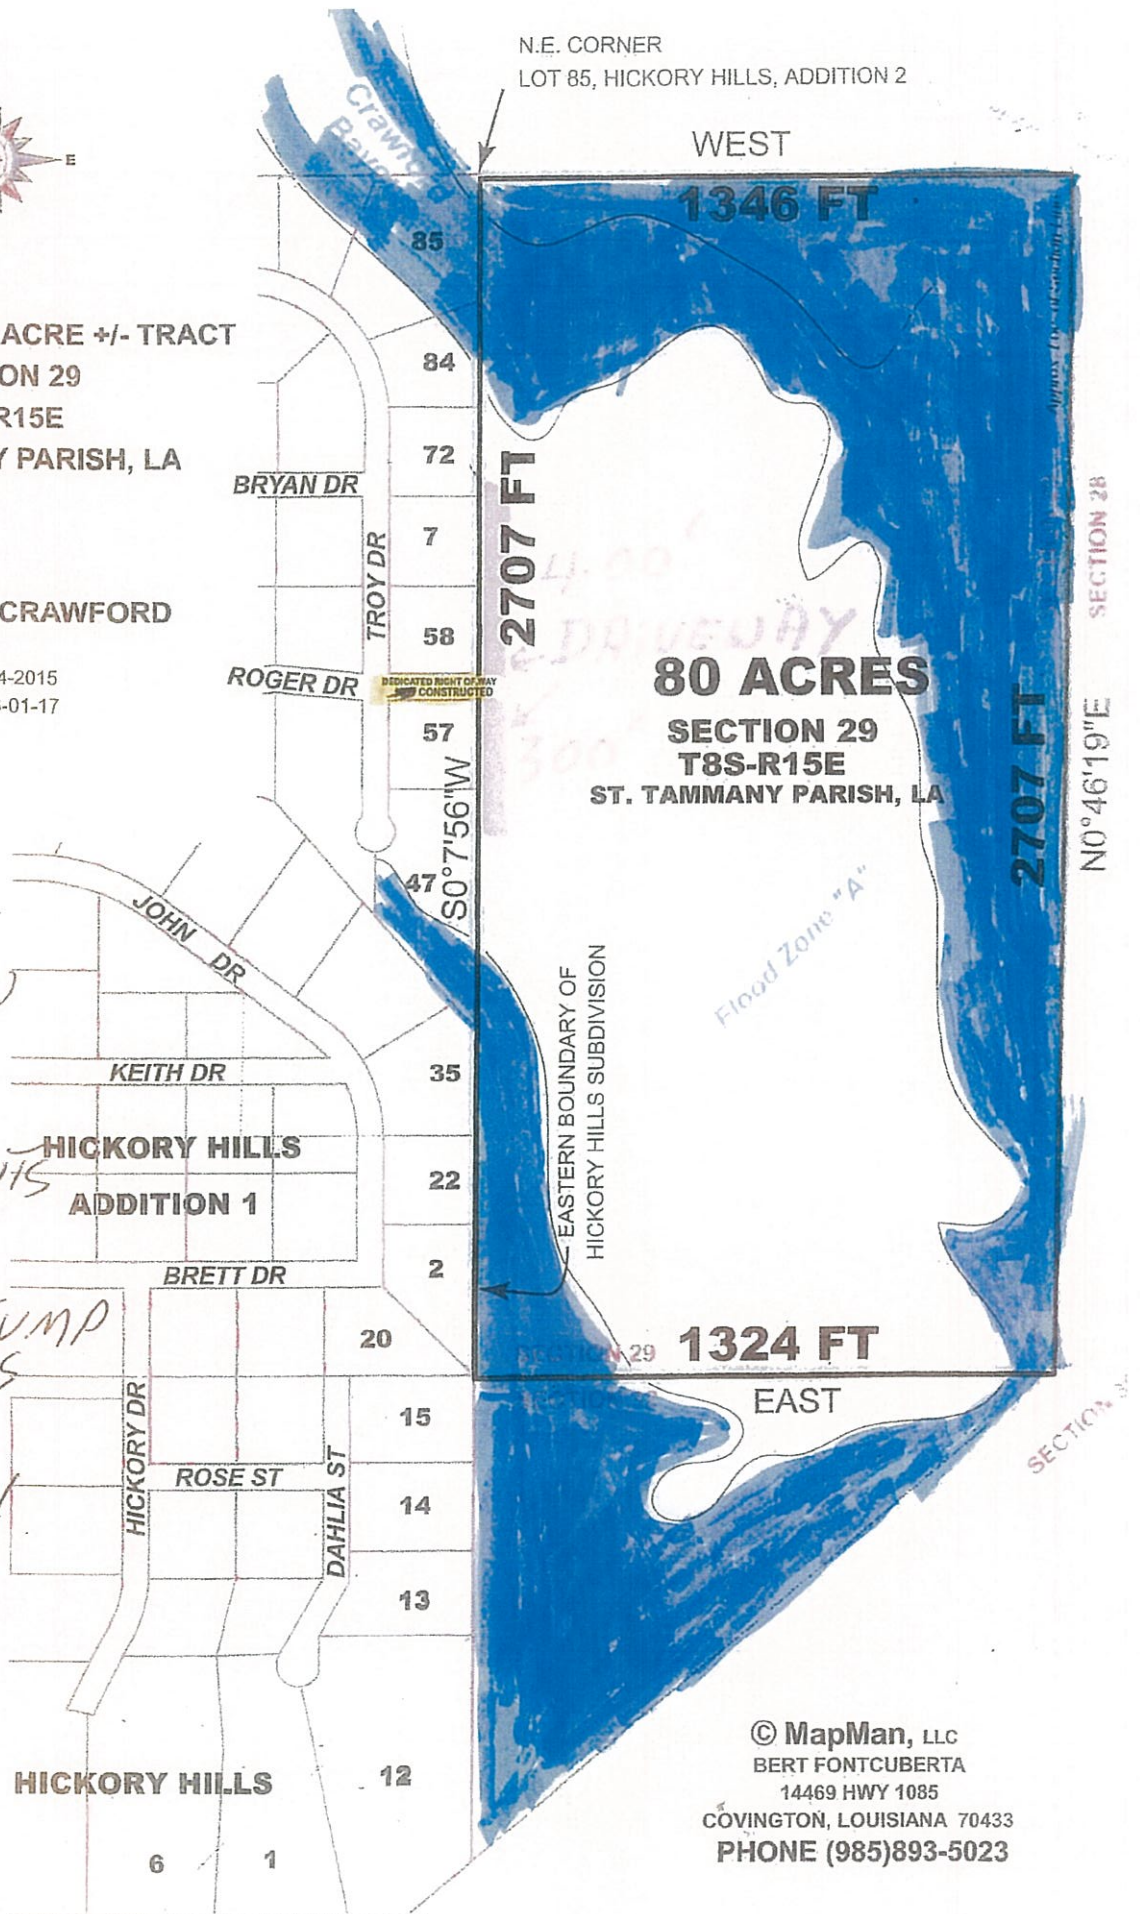 N.E. CORNER
LOT 85, HICKORY HILLS, ADDITION 2
WEST
E
Crawford
Bayou
1346 FT
85
ACRE +/- TRACT
ON 29
R15E
Y PARISH, LA
84
72
BRYAN DR
7
TROY DR
2707 FT
CRAWFORD
4-2015
-01-17
58
ROGER DR
DEDICATED RIGHT OF WAY
CONSTRUCTED
57
400'
DRIVEWAY
300
80 ACRES
SECTION 29
T8S-R15E
ST. TAMMANY PARISH, LA
SECTION 28
2707 FT
N0°46'19"E
S0°7'56"W
47
Flood Zone "A"
JOHN DR
EASTERN BOUNDARY OF
HICKORY HILLS SUBDIVISION
KEITH DR
35
HICKORY HILLS
ADDITION 1
22
BRETT DR
2
20
SECTION 29
1324 FT
EAST
SECTION
HICKORY DR
15
ROSE ST
DAHLIA ST
14
13
HICKORY HILLS
12
6
1
© MapMan, LLC
BERT FONTCUBERTA
14469 HWY 1085
COVINGTON, LOUISIANA 70433
PHONE (985)893-5023